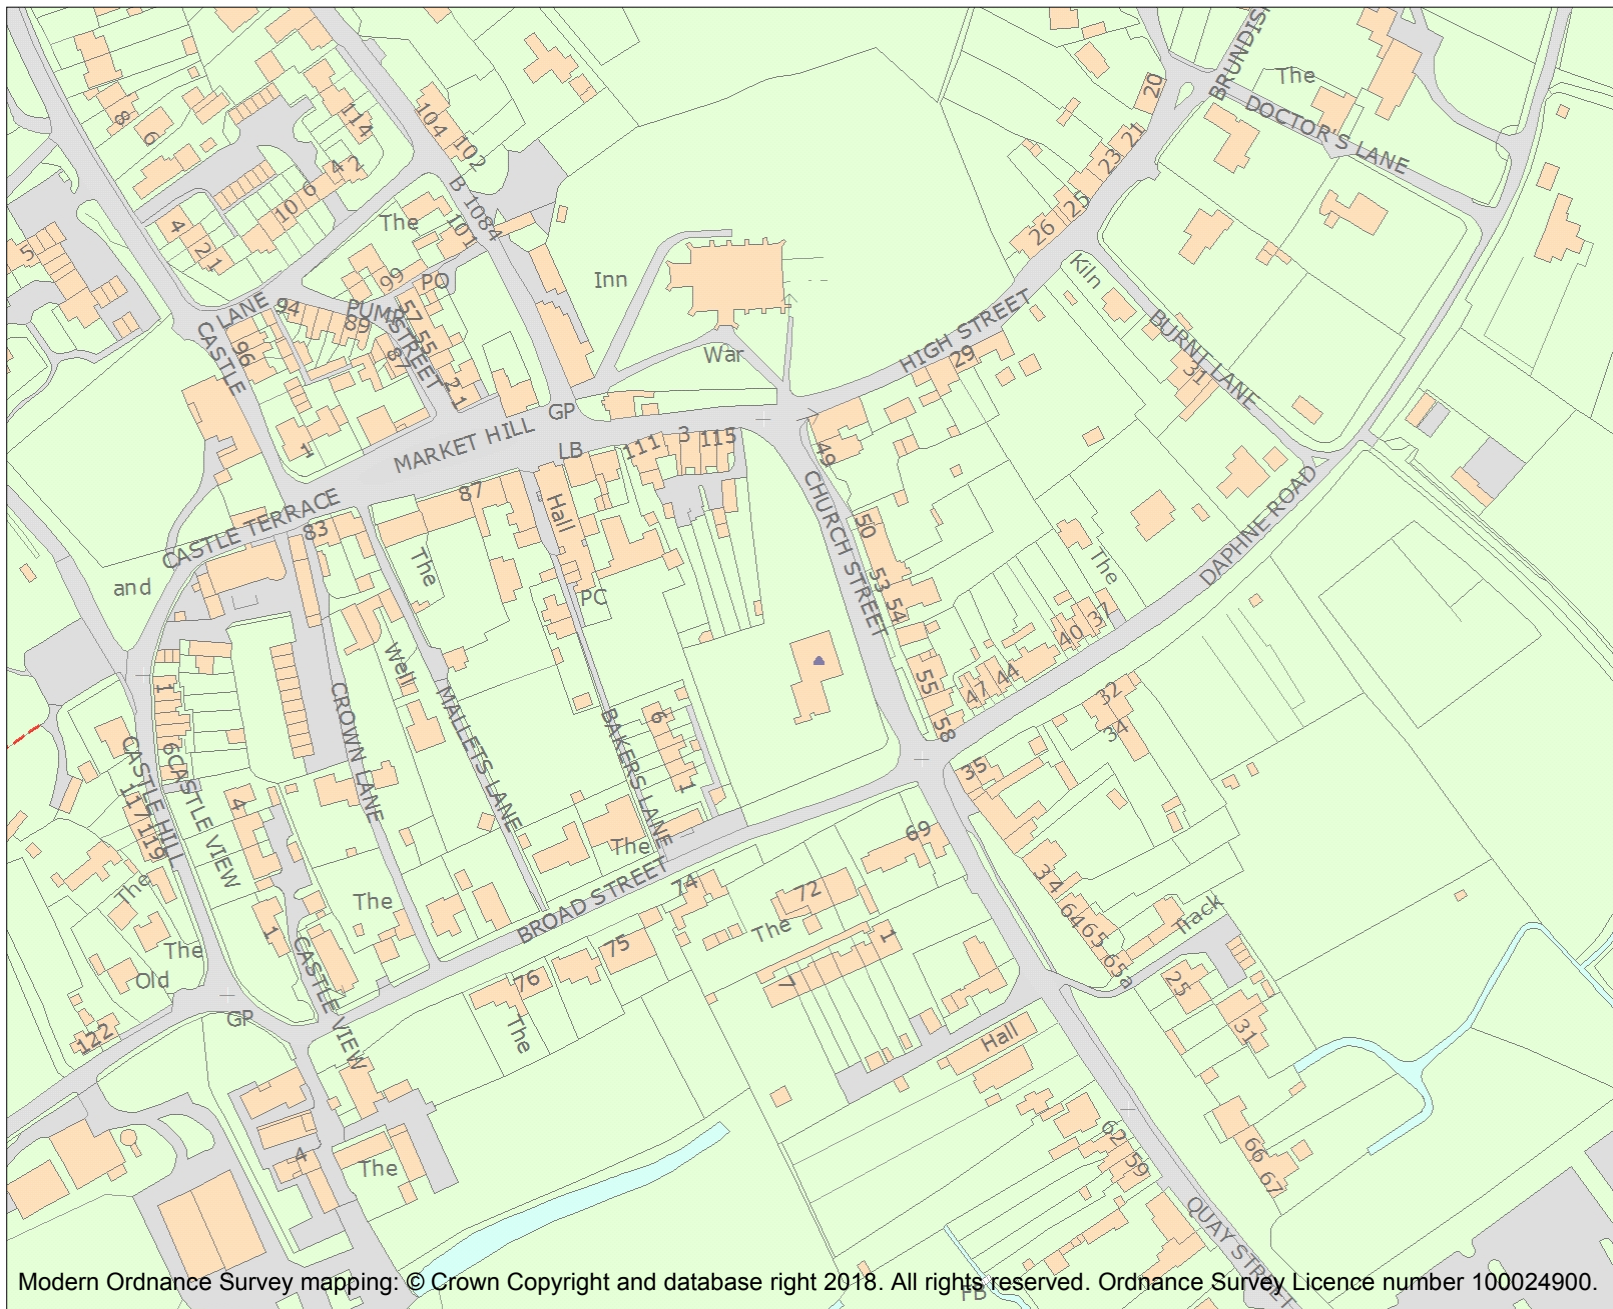 BRUNDISH
The
DOCTOR'S LANE
20
8
6
114
104
102
4 2
6
10
B 1084
21
23
25
26
The
101
4
2 1
5
99
PO
Inn
Kiln
C LANE
94
PUMP STREET
89
57
55
87
2 1
96
CASTLE
War
HIGH STREET
29
BURNT LANE
31
GP
MARKET HILL
LB
111
3
115
49
1
87
Hall
CHURCH STREET
50
CASTLE TERRACE
83
The
and
PC
53
54
The
DAPHNE ROAD
40
37
Well
1
CROWN LANE
MALLETS LANE
BAKERS LANE
6
1
55
47
44
58
32
34
35
CASTLE HILL
6
CASTLE VIEW
4
117
119
The
The
BROAD STREET
69
74
72
3 4
The
The
Old
1
CASTLE VIEW
75
The
1
7
64
65
65a
Track
25
76
The
GP
122
Hall
31
62
59
66
67
4
The
QUAY STREET
FB
Modern Ordnance Survey mapping: © Crown Copyright and database right 2018. All rights reserved. Ordnance Survey Licence number 100024900.